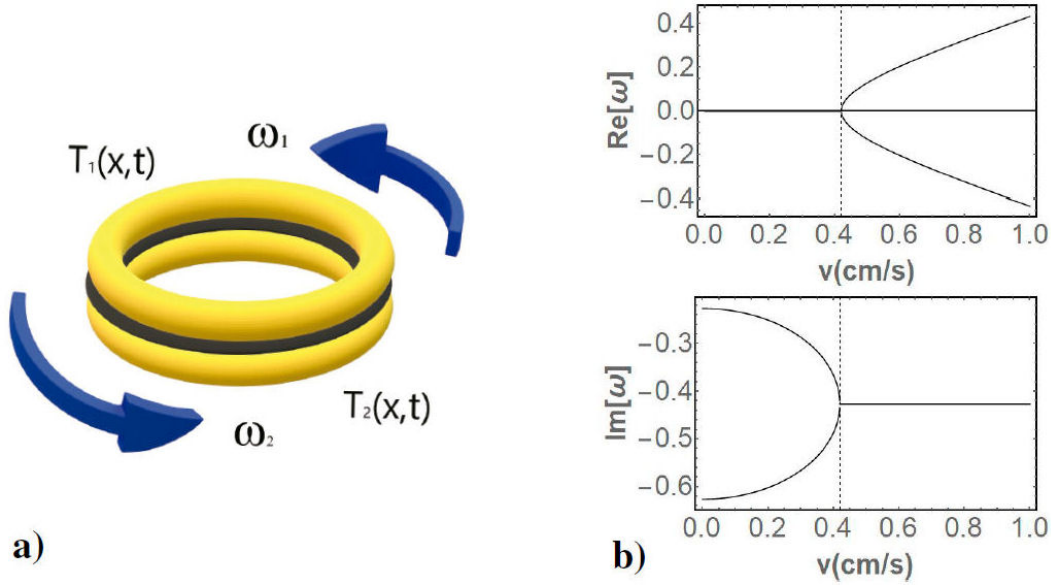 ω₁
T₁(x,t)
T₂(x,t)
ω₂
a)
Re[ω]
0.4
0.2
0.0
−0.2
−0.4
0.0 0.2 0.4 0.6 0.8 1.0
v(cm/s)
Im[ω]
−0.3
−0.4
−0.5
−0.6
0.0 0.2 0.4 0.6 0.8 1.0
v(cm/s)
b)